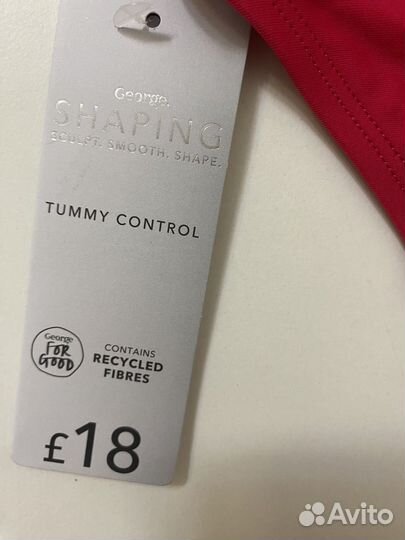 George.
SHAPING
SCULPT. SMOOTH. SHAPE.
TUMMY CONTROL
George
FOR
GOOD
CONTAINS
RECYCLED
FIBRES
£18
Avito